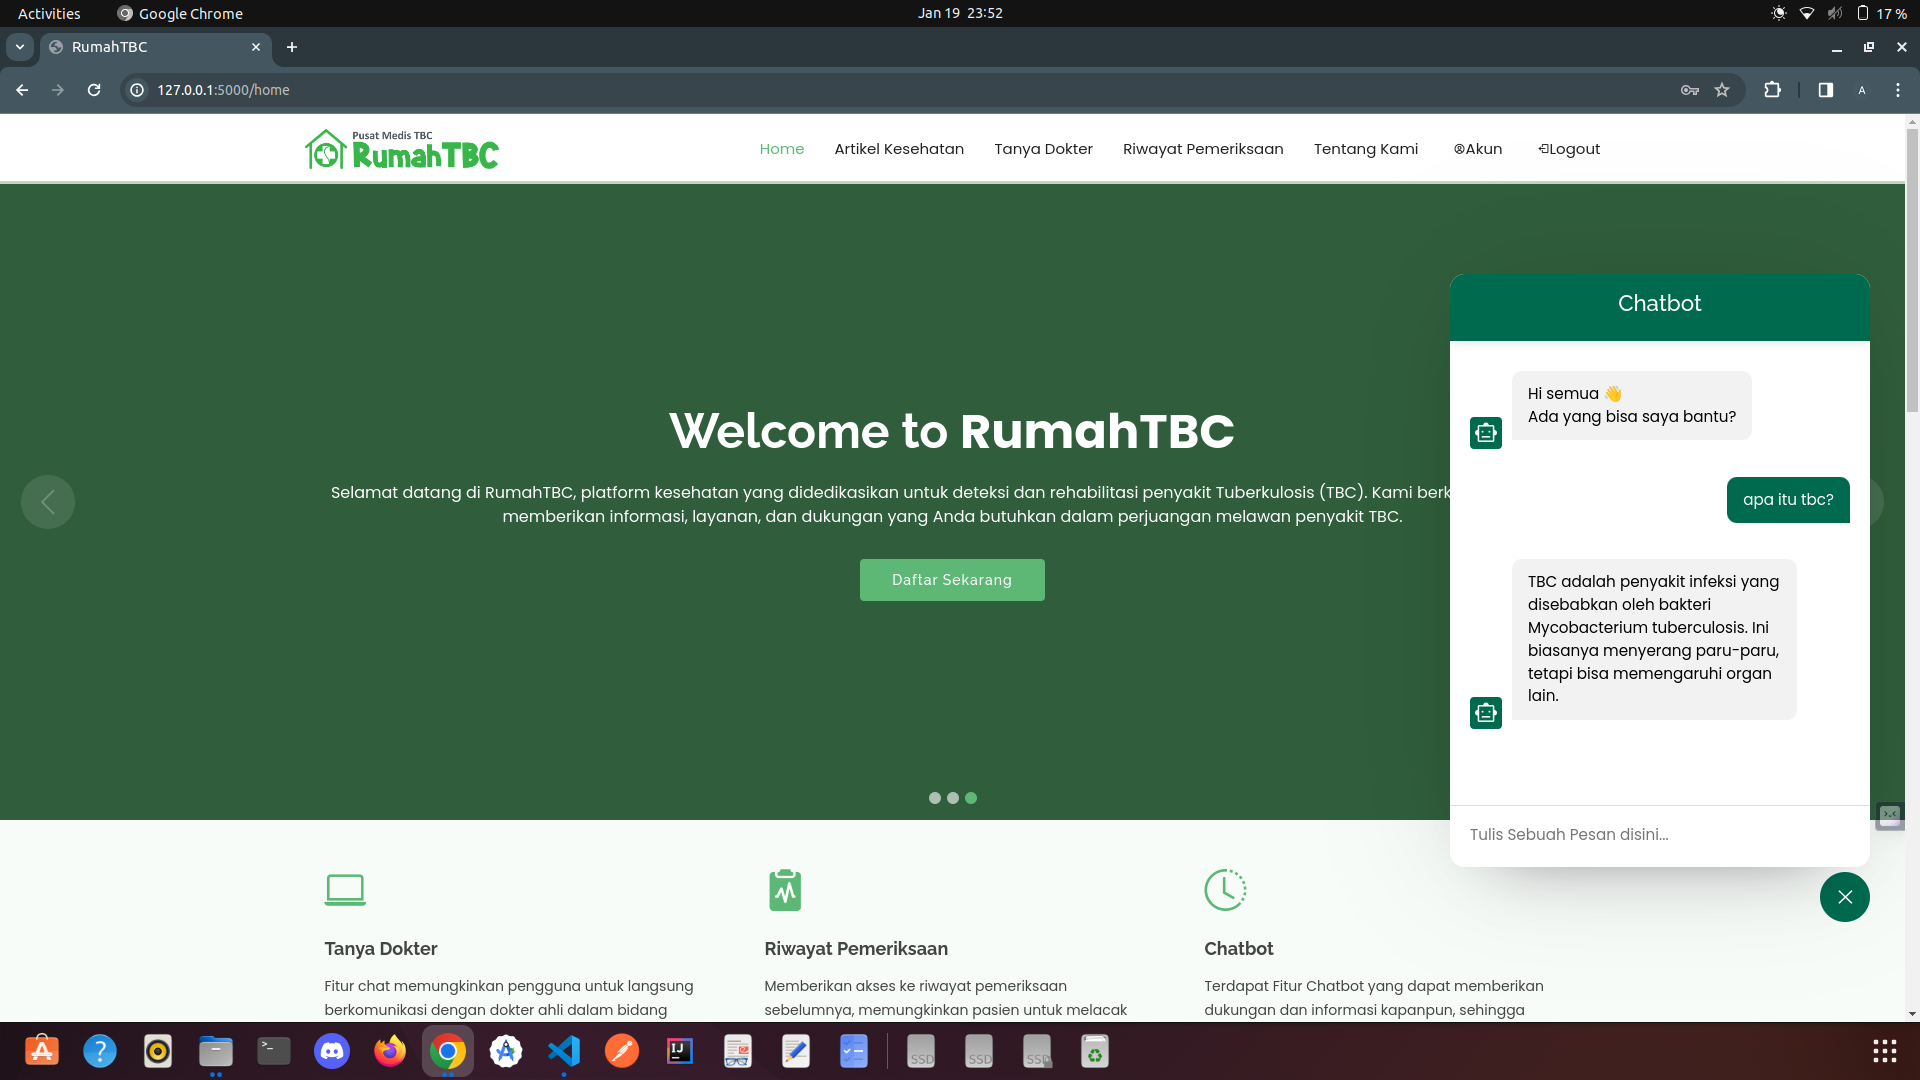 Activities
Google Chrome
Jan 19 23:52
17 %
RumahTBC
127.0.0.1:5000/home
A
Pusat Medis TBC
RumahTBC
Home
Artikel Kesehatan
Tanya Dokter
Riwayat Pemeriksaan
Tentang Kami
Akun
Logout
Welcome to RumahTBC
Selamat datang di RumahTBC, platform kesehatan yang didedikasikan untuk deteksi dan rehabilitasi penyakit Tuberkulosis (TBC). Kami berk
memberikan informasi, layanan, dan dukungan yang Anda butuhkan dalam perjuangan melawan penyakit TBC.
Daftar Sekarang
Chatbot
Hi semua 👋
Ada yang bisa saya bantu?
apa itu tbc?
TBC adalah penyakit infeksi yang
disebabkan oleh bakteri
Mycobacterium tuberculosis. Ini
biasanya menyerang paru-paru,
tetapi bisa memengaruhi organ
lain.
Tulis Sebuah Pesan disini...
Tanya Dokter
Fitur chat memungkinkan pengguna untuk langsung
berkomunikasi dengan dokter ahli dalam bidang
Riwayat Pemeriksaan
Memberikan akses ke riwayat pemeriksaan
sebelumnya, memungkinkan pasien untuk melacak
Chatbot
Terdapat Fitur Chatbot yang dapat memberikan
dukungan dan informasi kapanpun, sehingga
IJ
SSD
SSD
SSD